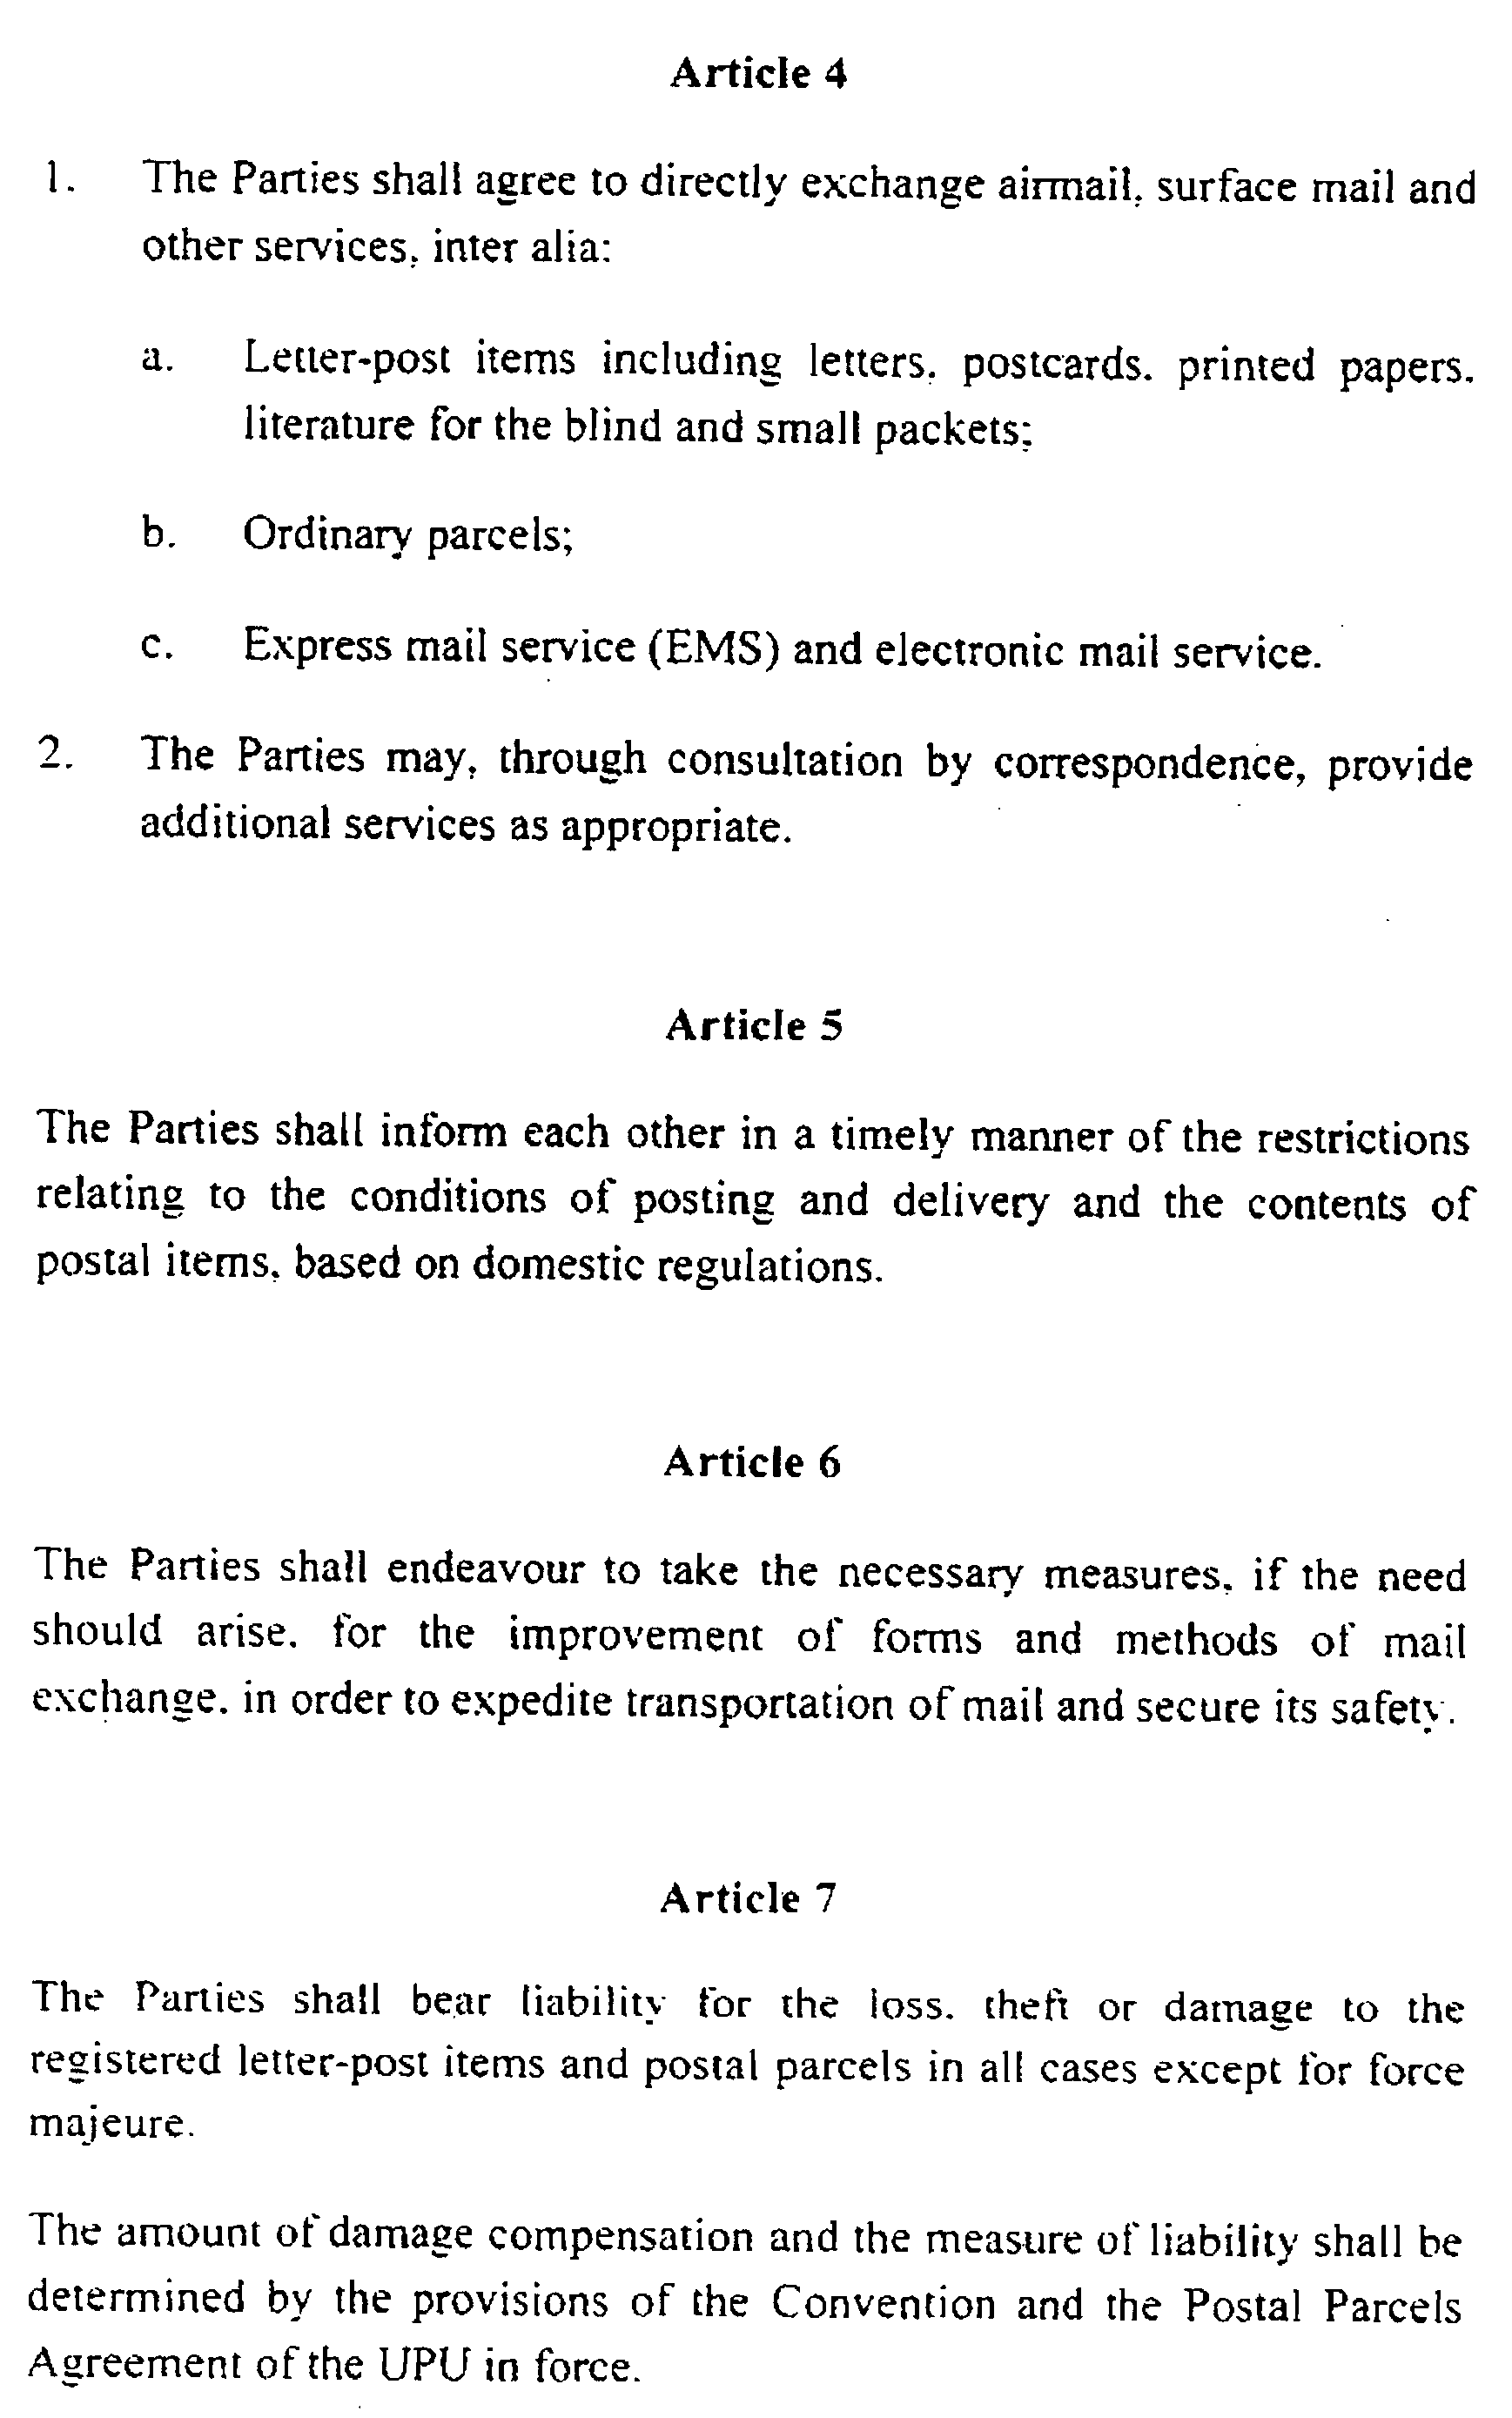 Article 4
1. The Parties shall agree to directly exchange airmail, surface mail and
other services, inter alia:
a. Letter-post items including letters, postcards, printed papers,
literature for the blind and small packets;
b. Ordinary parcels;
c. Express mail service (EMS) and electronic mail service.
2. The Parties may, through consultation by correspondence, provide
additional services as appropriate.
Article 5
The Parties shall inform each other in a timely manner of the restrictions
relating to the conditions of posting and delivery and the contents of
postal items, based on domestic regulations.
Article 6
The Parties shall endeavour to take the necessary measures, if the need
should arise, for the improvement of forms and methods of mail
exchange, in order to expedite transportation of mail and secure its safety.
Article 7
The Parties shall bear liability for the loss, theft or damage to the
registered letter-post items and postal parcels in all cases except for force
majeure.
The amount of damage compensation and the measure of liability shall be
determined by the provisions of the Convention and the Postal Parcels
Agreement of the UPU in force.